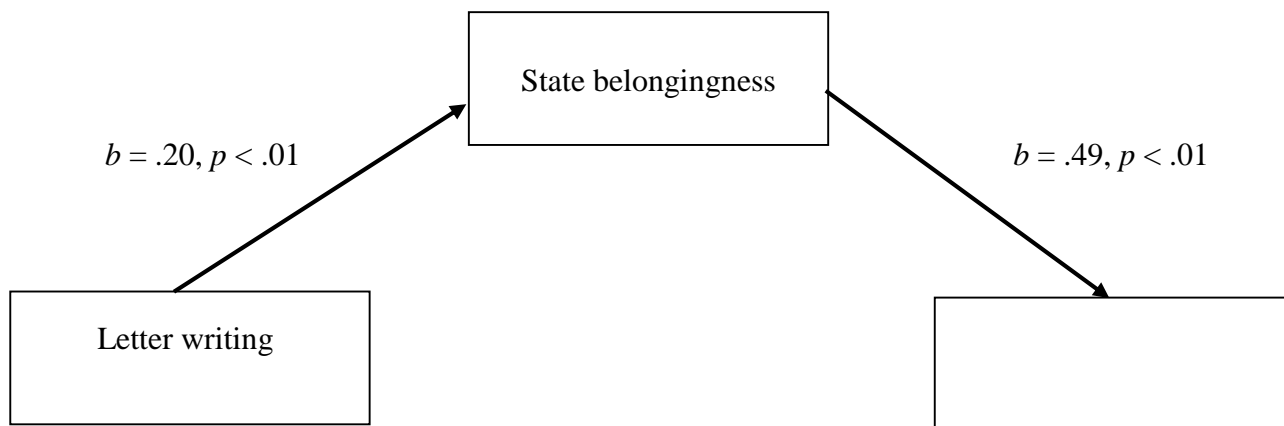 State belongingness
b = .20, p < .01
b = .49, p < .01
Letter writing